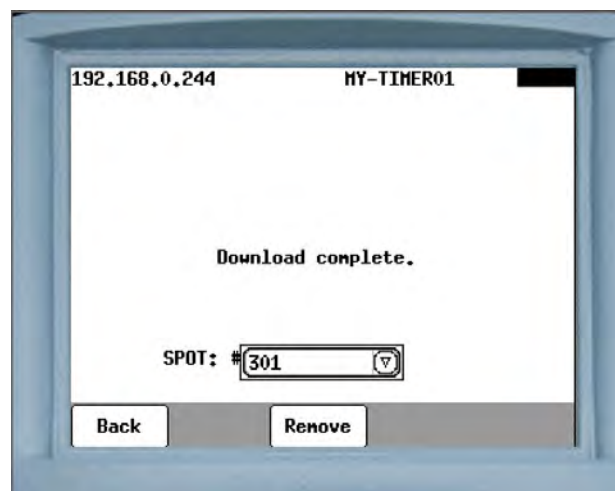 192.168.0.244 MY-TIMER01
Download complete.
SPOT: #301
Back Remove